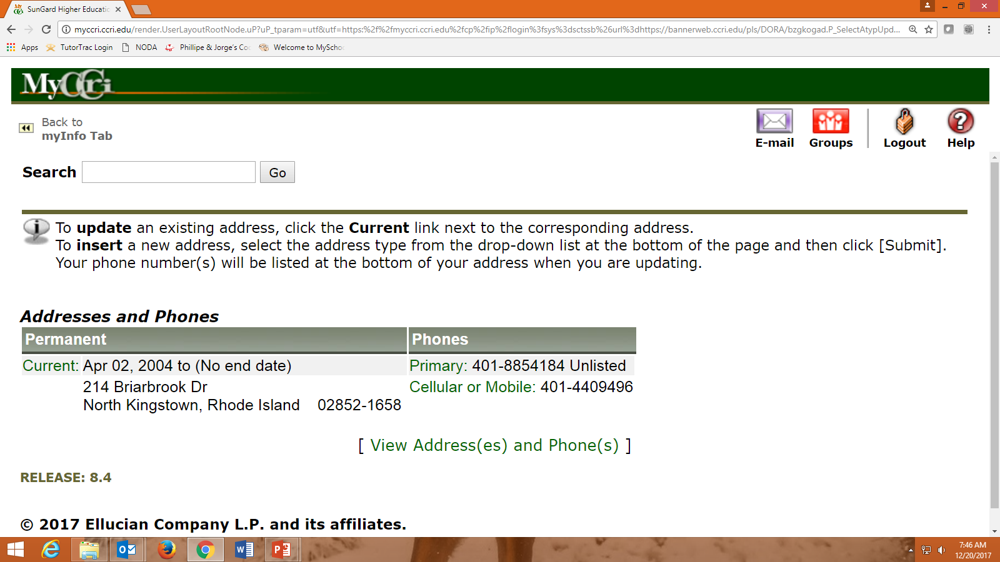 SunGard Higher Educatio
myccri.ccri.edu/render.UserLayoutRootNode.uP?uP_tparam=utf&utf=https:%2f%2fmyccri.ccri.edu%2fcp%2fip%2flogin%3fsys%3dsctssb%26url%3dhttps://bannerweb.ccri.edu/pls/DORA/bzgkogad.P_SelectAtypUpd...
Apps TutorTrac Login NODA Phillipe & Jorge's Coo Welcome to MySchoo
MyCCri
Back to
myInfo Tab
E-mail Groups Logout Help
Search Go
To update an existing address, click the Current link next to the corresponding address.
To insert a new address, select the address type from the drop-down list at the bottom of the page and then click [Submit].
Your phone number(s) will be listed at the bottom of your address when you are updating.
Addresses and Phones
Permanent Phones
Current: Apr 02, 2004 to (No end date) Primary: 401-8854184 Unlisted
214 Briarbrook Dr Cellular or Mobile: 401-4409496
North Kingstown, Rhode Island 02852-1658
[ View Address(es) and Phone(s) ]
RELEASE: 8.4
© 2017 Ellucian Company L.P. and its affiliates.
7:46 AM
12/20/2017